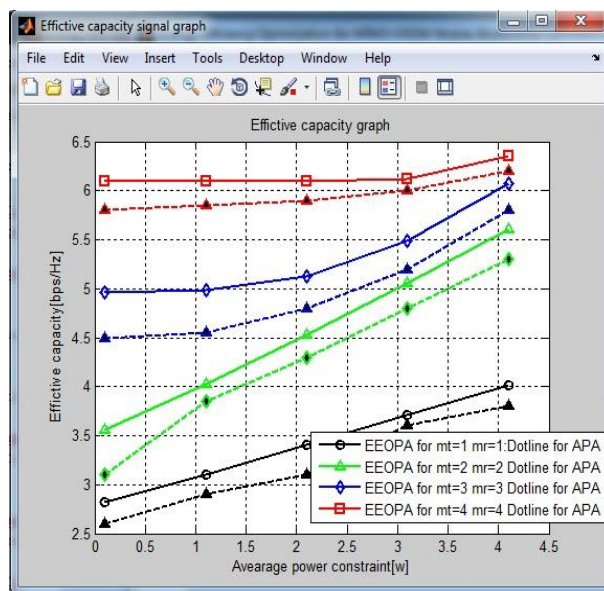 Effictive capacity signal graph
File Edit View Insert Tools Desktop Window Help
Effictive capacity graph
6.5
6
5.5
5
4.5
4
3.5
3
2.5
Effictive capacity[bps/Hz]
EEOPA for mt=1 mr=1:Dotline for APA
EEOPA for mt=2 mr=2 Dotline for APA
EEOPA for mt=3 mr=3 Dotline for APA
EEOPA for mt=4 mr=4 Dotline for APA
0 0.5 1 1.5 2 2.5 3 3.5 4 4.5
Avearage power constraint[w]